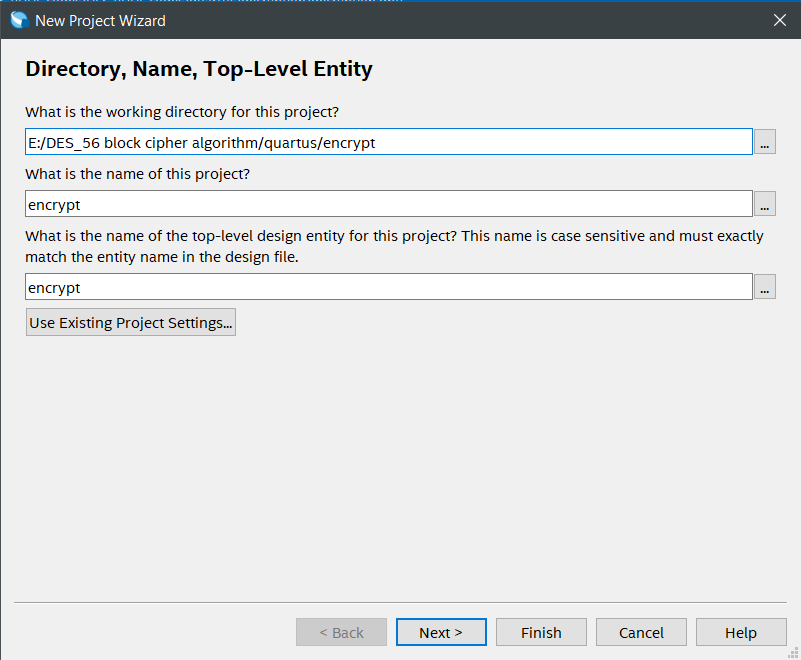 New Project Wizard
Directory, Name, Top-Level Entity
What is the working directory for this project?
E:/DES_56 block cipher algorithm/quartus/encrypt
...
What is the name of this project?
encrypt
...
What is the name of the top-level design entity for this project? This name is case sensitive and must exactly
match the entity name in the design file.
encrypt
...
Use Existing Project Settings...
< Back
Next >
Finish
Cancel
Help